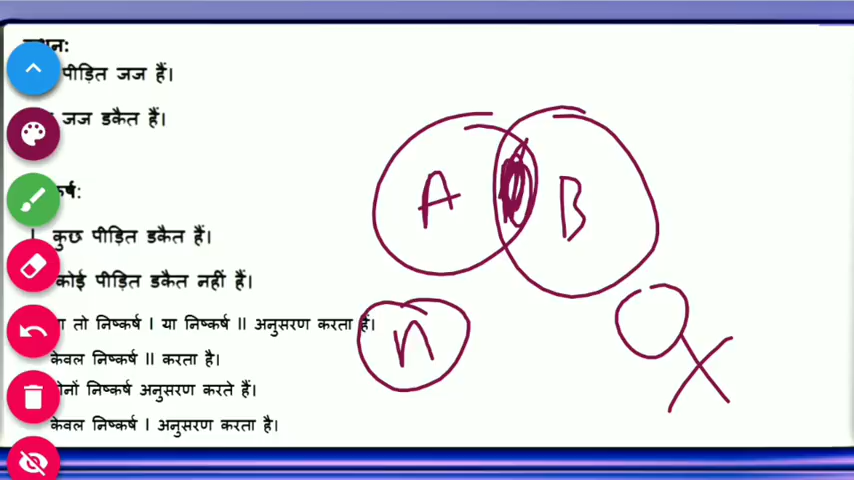 पीड़ित जज हैं।
जज डकैत हैं।
कुछ पीड़ित डकैत हैं।
कोई पीड़ित डकैत नहीं हैं।
तो निष्कर्ष I या निष्कर्ष II अनुसरण करता हैं।
केवल निष्कर्ष II करता है।
निष्कर्ष अनुसरण करते हैं।
केवल निष्कर्ष I अनुसरण करता है।
A B
n